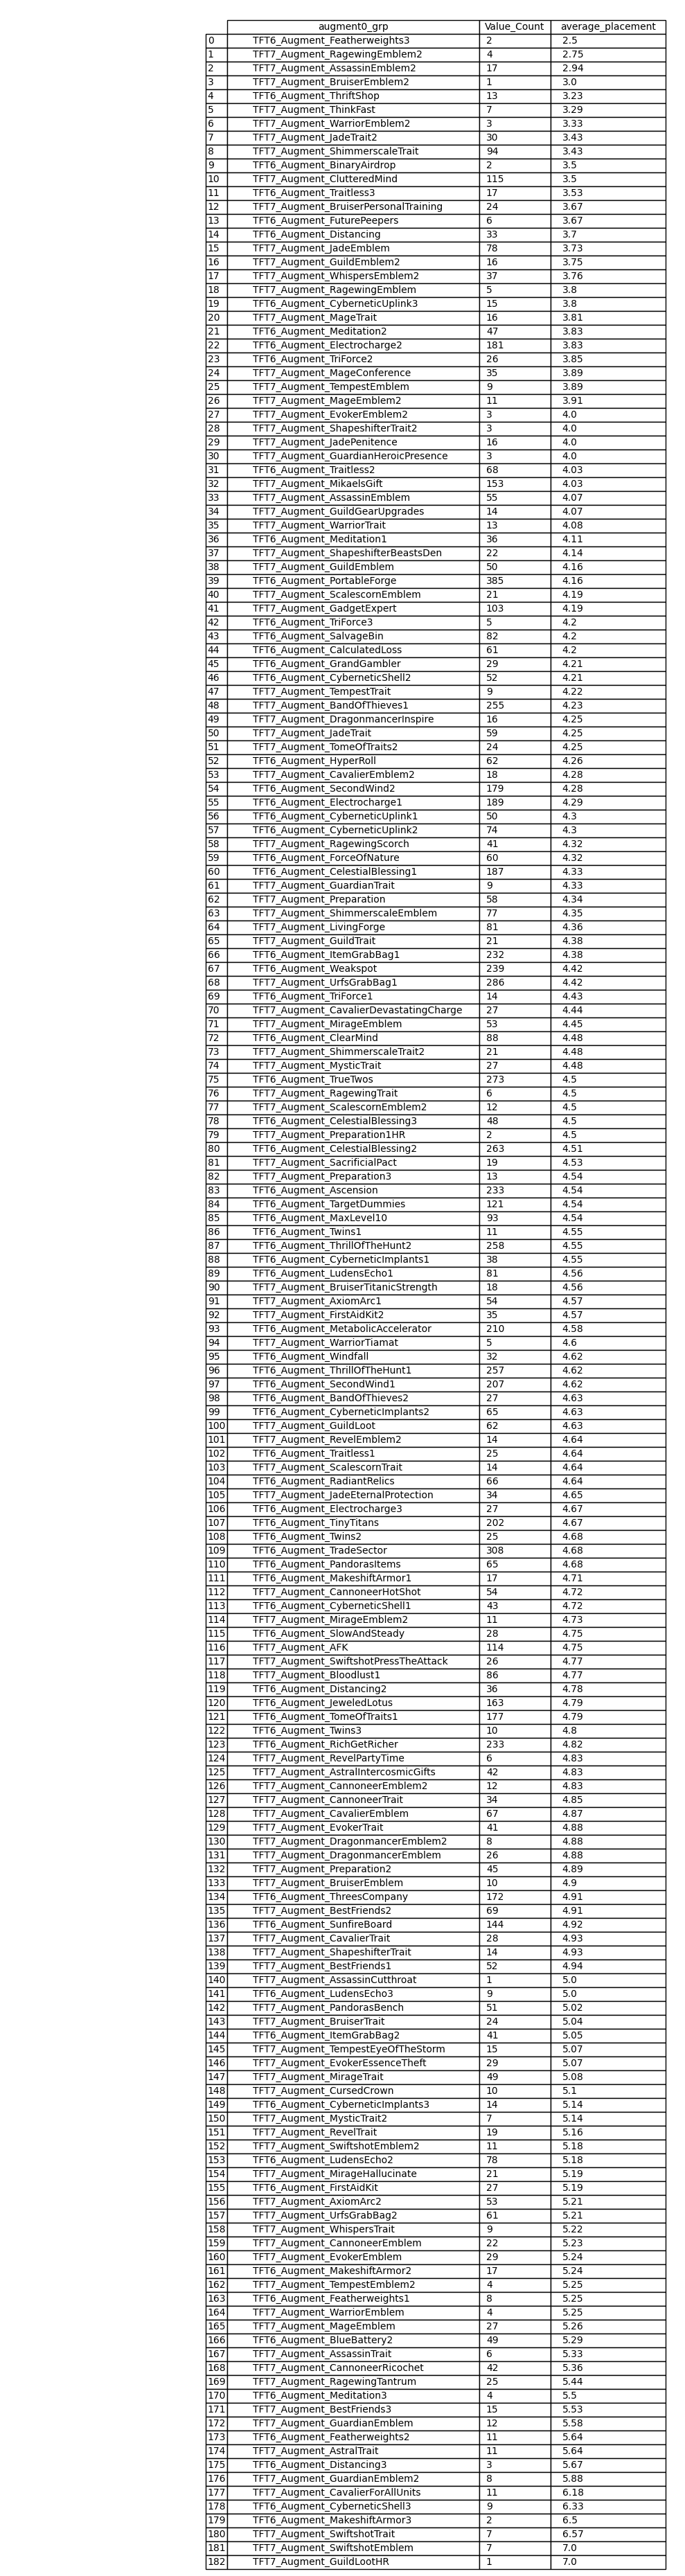 augment0_grp Value_Count average_placement
0 TFT6_Augment_Featherweights3 2 2.5
1 TFT7_Augment_RagewingEmblem2 4 2.75
2 TFT7_Augment_AssassinEmblem2 17 2.94
3 TFT7_Augment_BruiserEmblem2 1 3.0
4 TFT6_Augment_ThriftShop 13 3.23
5 TFT7_Augment_ThinkFast 7 3.29
6 TFT7_Augment_WarriorEmblem2 3 3.33
7 TFT7_Augment_JadeTrait2 30 3.43
8 TFT7_Augment_ShimmerscaleTrait 94 3.43
9 TFT6_Augment_BinaryAirdrop 2 3.5
10 TFT7_Augment_ClutteredMind 115 3.5
11 TFT6_Augment_Traitless3 17 3.53
12 TFT7_Augment_BruiserPersonalTraining 24 3.67
13 TFT6_Augment_FuturePeepers 6 3.67
14 TFT6_Augment_Distancing 33 3.7
15 TFT7_Augment_JadeEmblem 78 3.73
16 TFT7_Augment_GuildEmblem2 16 3.75
17 TFT7_Augment_WhispersEmblem2 37 3.76
18 TFT7_Augment_RagewingEmblem 5 3.8
19 TFT6_Augment_CyberneticUplink3 15 3.8
20 TFT7_Augment_MageTrait 16 3.81
21 TFT6_Augment_Meditation2 47 3.83
22 TFT6_Augment_Electrocharge2 181 3.83
23 TFT6_Augment_TriForce2 26 3.85
24 TFT7_Augment_MageConference 35 3.89
25 TFT7_Augment_TempestEmblem 9 3.89
26 TFT7_Augment_MageEmblem2 11 3.91
27 TFT7_Augment_EvokerEmblem2 3 4.0
28 TFT7_Augment_ShapeshifterTrait2 3 4.0
29 TFT7_Augment_JadePenitence 16 4.0
30 TFT7_Augment_GuardianHeroicPresence 3 4.0
31 TFT6_Augment_Traitless2 68 4.03
32 TFT7_Augment_MikaelsGift 153 4.03
33 TFT7_Augment_AssassinEmblem 55 4.07
34 TFT7_Augment_GuildGearUpgrades 14 4.07
35 TFT7_Augment_WarriorTrait 13 4.08
36 TFT6_Augment_Meditation1 36 4.11
37 TFT7_Augment_ShapeshifterBeastsDen 22 4.14
38 TFT7_Augment_GuildEmblem 50 4.16
39 TFT6_Augment_PortableForge 385 4.16
40 TFT7_Augment_ScalescornEmblem 21 4.19
41 TFT7_Augment_GadgetExpert 103 4.19
42 TFT6_Augment_TriForce3 5 4.2
43 TFT6_Augment_SalvageBin 82 4.2
44 TFT6_Augment_CalculatedLoss 61 4.2
45 TFT6_Augment_GrandGambler 29 4.21
46 TFT6_Augment_CyberneticShell2 52 4.21
47 TFT7_Augment_TempestTrait 9 4.22
48 TFT7_Augment_BandOfThieves1 255 4.23
49 TFT7_Augment_DragonmancerInspire 16 4.25
50 TFT7_Augment_JadeTrait 59 4.25
51 TFT7_Augment_TomeOfTraits2 24 4.25
52 TFT6_Augment_HyperRoll 62 4.26
53 TFT7_Augment_CavalierEmblem2 18 4.28
54 TFT6_Augment_SecondWind2 179 4.28
55 TFT6_Augment_Electrocharge1 189 4.29
56 TFT6_Augment_CyberneticUplink1 50 4.3
57 TFT6_Augment_CyberneticUplink2 74 4.3
58 TFT7_Augment_RagewingScorch 41 4.32
59 TFT6_Augment_ForceOfNature 60 4.32
60 TFT6_Augment_CelestialBlessing1 187 4.33
61 TFT7_Augment_GuardianTrait 9 4.33
62 TFT7_Augment_Preparation 58 4.34
63 TFT7_Augment_ShimmerscaleEmblem 77 4.35
64 TFT7_Augment_LivingForge 81 4.36
65 TFT7_Augment_GuildTrait 21 4.38
66 TFT6_Augment_ItemGrabBag1 232 4.38
67 TFT6_Augment_Weakspot 239 4.42
68 TFT7_Augment_UrfsGrabBag1 286 4.42
69 TFT6_Augment_TriForce1 14 4.43
70 TFT7_Augment_CavalierDevastatingCharge 27 4.44
71 TFT7_Augment_MirageEmblem 53 4.45
72 TFT6_Augment_ClearMind 88 4.48
73 TFT7_Augment_ShimmerscaleTrait2 21 4.48
74 TFT7_Augment_MysticTrait 27 4.48
75 TFT6_Augment_TrueTwos 273 4.5
76 TFT7_Augment_RagewingTrait 6 4.5
77 TFT7_Augment_ScalescornEmblem2 12 4.5
78 TFT6_Augment_CelestialBlessing3 48 4.5
79 TFT7_Augment_Preparation1HR 2 4.5
80 TFT6_Augment_CelestialBlessing2 263 4.51
81 TFT7_Augment_SacrificialPact 19 4.53
82 TFT7_Augment_Preparation3 13 4.54
83 TFT6_Augment_Ascension 233 4.54
84 TFT6_Augment_TargetDummies 121 4.54
85 TFT6_Augment_MaxLevel10 93 4.54
86 TFT6_Augment_Twins1 11 4.55
87 TFT6_Augment_ThrillOfTheHunt2 258 4.55
88 TFT6_Augment_CyberneticImplants1 38 4.55
89 TFT6_Augment_LudensEcho1 81 4.56
90 TFT7_Augment_BruiserTitanicStrength 18 4.56
91 TFT7_Augment_AxiomArc1 54 4.57
92 TFT7_Augment_FirstAidKit2 35 4.57
93 TFT6_Augment_MetabolicAccelerator 210 4.58
94 TFT7_Augment_WarriorTiamat 5 4.6
95 TFT6_Augment_Windfall 32 4.62
96 TFT6_Augment_ThrillOfTheHunt1 257 4.62
97 TFT6_Augment_SecondWind1 207 4.62
98 TFT6_Augment_BandOfThieves2 27 4.63
99 TFT6_Augment_CyberneticImplants2 65 4.63
100 TFT7_Augment_GuildLoot 62 4.63
101 TFT7_Augment_RevelEmblem2 14 4.64
102 TFT6_Augment_Traitless1 25 4.64
103 TFT7_Augment_ScalescornTrait 14 4.64
104 TFT6_Augment_RadiantRelics 66 4.64
105 TFT7_Augment_JadeEternalProtection 34 4.65
106 TFT6_Augment_Electrocharge3 27 4.67
107 TFT6_Augment_TinyTitans 202 4.67
108 TFT6_Augment_Twins2 25 4.68
109 TFT6_Augment_TradeSector 308 4.68
110 TFT6_Augment_PandorasItems 65 4.68
111 TFT6_Augment_MakeshiftArmor1 17 4.71
112 TFT7_Augment_CannoneerHotShot 54 4.72
113 TFT6_Augment_CyberneticShell1 43 4.72
114 TFT7_Augment_MirageEmblem2 11 4.73
115 TFT6_Augment_SlowAndSteady 28 4.75
116 TFT7_Augment_AFK 114 4.75
117 TFT7_Augment_SwiftshotPressTheAttack 26 4.77
118 TFT7_Augment_Bloodlust1 86 4.77
119 TFT6_Augment_Distancing2 36 4.78
120 TFT6_Augment_JeweledLotus 163 4.79
121 TFT6_Augment_TomeOfTraits1 177 4.79
122 TFT6_Augment_Twins3 10 4.8
123 TFT6_Augment_RichGetRicher 233 4.82
124 TFT7_Augment_RevelPartyTime 6 4.83
125 TFT7_Augment_AstralIntercosmicGifts 42 4.83
126 TFT7_Augment_CannoneerEmblem2 12 4.83
127 TFT7_Augment_CannoneerTrait 34 4.85
128 TFT7_Augment_CavalierEmblem 67 4.87
129 TFT7_Augment_EvokerTrait 41 4.88
130 TFT7_Augment_DragonmancerEmblem2 8 4.88
131 TFT7_Augment_DragonmancerEmblem 26 4.88
132 TFT7_Augment_Preparation2 45 4.89
133 TFT7_Augment_BruiserEmblem 10 4.9
134 TFT6_Augment_ThreesCompany 172 4.91
135 TFT7_Augment_BestFriends2 69 4.91
136 TFT6_Augment_SunfireBoard 144 4.92
137 TFT7_Augment_CavalierTrait 28 4.93
138 TFT7_Augment_ShapeshifterTrait 14 4.93
139 TFT7_Augment_BestFriends1 52 4.94
140 TFT7_Augment_AssassinCutthroat 1 5.0
141 TFT6_Augment_LudensEcho3 9 5.0
142 TFT7_Augment_PandorasBench 51 5.02
143 TFT7_Augment_BruiserTrait 24 5.04
144 TFT6_Augment_ItemGrabBag2 41 5.05
145 TFT7_Augment_TempestEyeOfTheStorm 15 5.07
146 TFT7_Augment_EvokerEssenceTheft 29 5.07
147 TFT7_Augment_MirageTrait 49 5.08
148 TFT7_Augment_CursedCrown 10 5.1
149 TFT6_Augment_CyberneticImplants3 14 5.14
150 TFT7_Augment_MysticTrait2 7 5.14
151 TFT7_Augment_RevelTrait 19 5.16
152 TFT7_Augment_SwiftshotEmblem2 11 5.18
153 TFT6_Augment_LudensEcho2 78 5.18
154 TFT7_Augment_MirageHallucinate 21 5.19
155 TFT6_Augment_FirstAidKit 27 5.19
156 TFT7_Augment_AxiomArc2 53 5.21
157 TFT7_Augment_UrfsGrabBag2 61 5.21
158 TFT7_Augment_WhispersTrait 9 5.22
159 TFT7_Augment_CannoneerEmblem 22 5.23
160 TFT7_Augment_EvokerEmblem 29 5.24
161 TFT6_Augment_MakeshiftArmor2 17 5.24
162 TFT7_Augment_TempestEmblem2 4 5.25
163 TFT6_Augment_Featherweights1 8 5.25
164 TFT7_Augment_WarriorEmblem 4 5.25
165 TFT7_Augment_MageEmblem 27 5.26
166 TFT6_Augment_BlueBattery2 49 5.29
167 TFT7_Augment_AssassinTrait 6 5.33
168 TFT7_Augment_CannoneerRicochet 42 5.36
169 TFT7_Augment_RagewingTantrum 25 5.44
170 TFT6_Augment_Meditation3 4 5.5
171 TFT7_Augment_BestFriends3 15 5.53
172 TFT7_Augment_GuardianEmblem 12 5.58
173 TFT6_Augment_Featherweights2 11 5.64
174 TFT7_Augment_AstralTrait 11 5.64
175 TFT6_Augment_Distancing3 3 5.67
176 TFT7_Augment_GuardianEmblem2 8 5.88
177 TFT7_Augment_CavalierForAllUnits 11 6.18
178 TFT6_Augment_CyberneticShell3 9 6.33
179 TFT6_Augment_MakeshiftArmor3 2 6.5
180 TFT7_Augment_SwiftshotTrait 7 6.57
181 TFT7_Augment_SwiftshotEmblem 7 7.0
182 TFT7_Augment_GuildLootHR 1 7.0